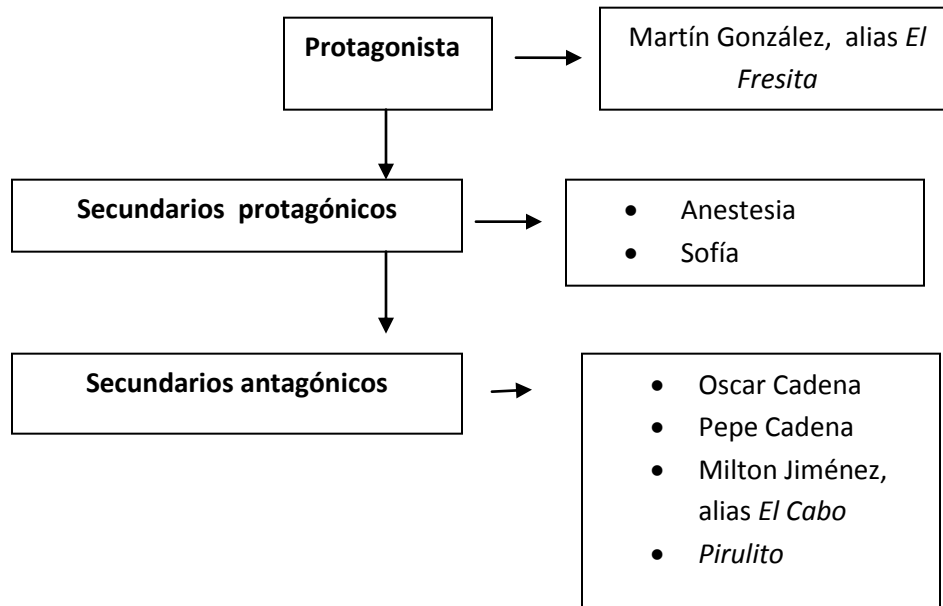 Protagonista
Martín González, alias El
Fresita
Secundarios protagónicos
• Anestesia
• Sofía
Secundarios antagónicos
• Oscar Cadena
• Pepe Cadena
• Milton Jiménez,
alias El Cabo
• Pirulito